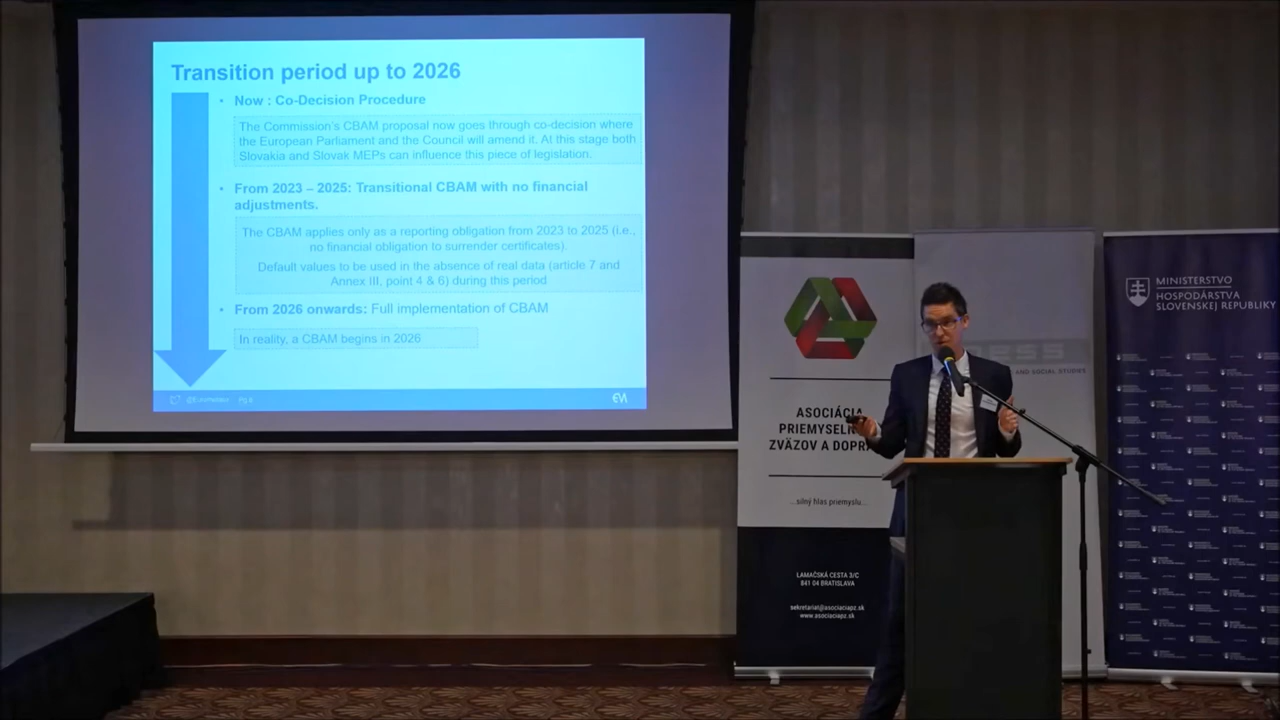 Transition period up to 2026
• Now : Co-Decision Procedure
The Commission's CBAM proposal now goes through co-decision where
the European Parliament and the Council will amend it. At this stage both
Slovakia and Slovak MEPs can influence this piece of legislation.
• From 2023 – 2025: Transitional CBAM with no financial
adjustments.
The CBAM applies only as a reporting obligation from 2023 to 2025 (i.e.,
no financial obligation to surrender certificates).
Default values to be used in the absence of real data (article 7 and
Annex III, point 4 & 6) during this period
• From 2026 onwards: Full implementation of CBAM
In reality, a CBAM begins in 2026
ASOCIÁCIA
ZVÄZOV A
...silný hlas priemyslu...
LAMAČSKÁ CESTA 3/C
841 04 BRATISLAVA
sekretariat@asociaciapz.sk
www.asociaciapz.sk
AND SOCIAL STUDIES
MINISTERSTVO
HOSPODÁRSTVA
SLOVENSKEJ REPUBLIKY